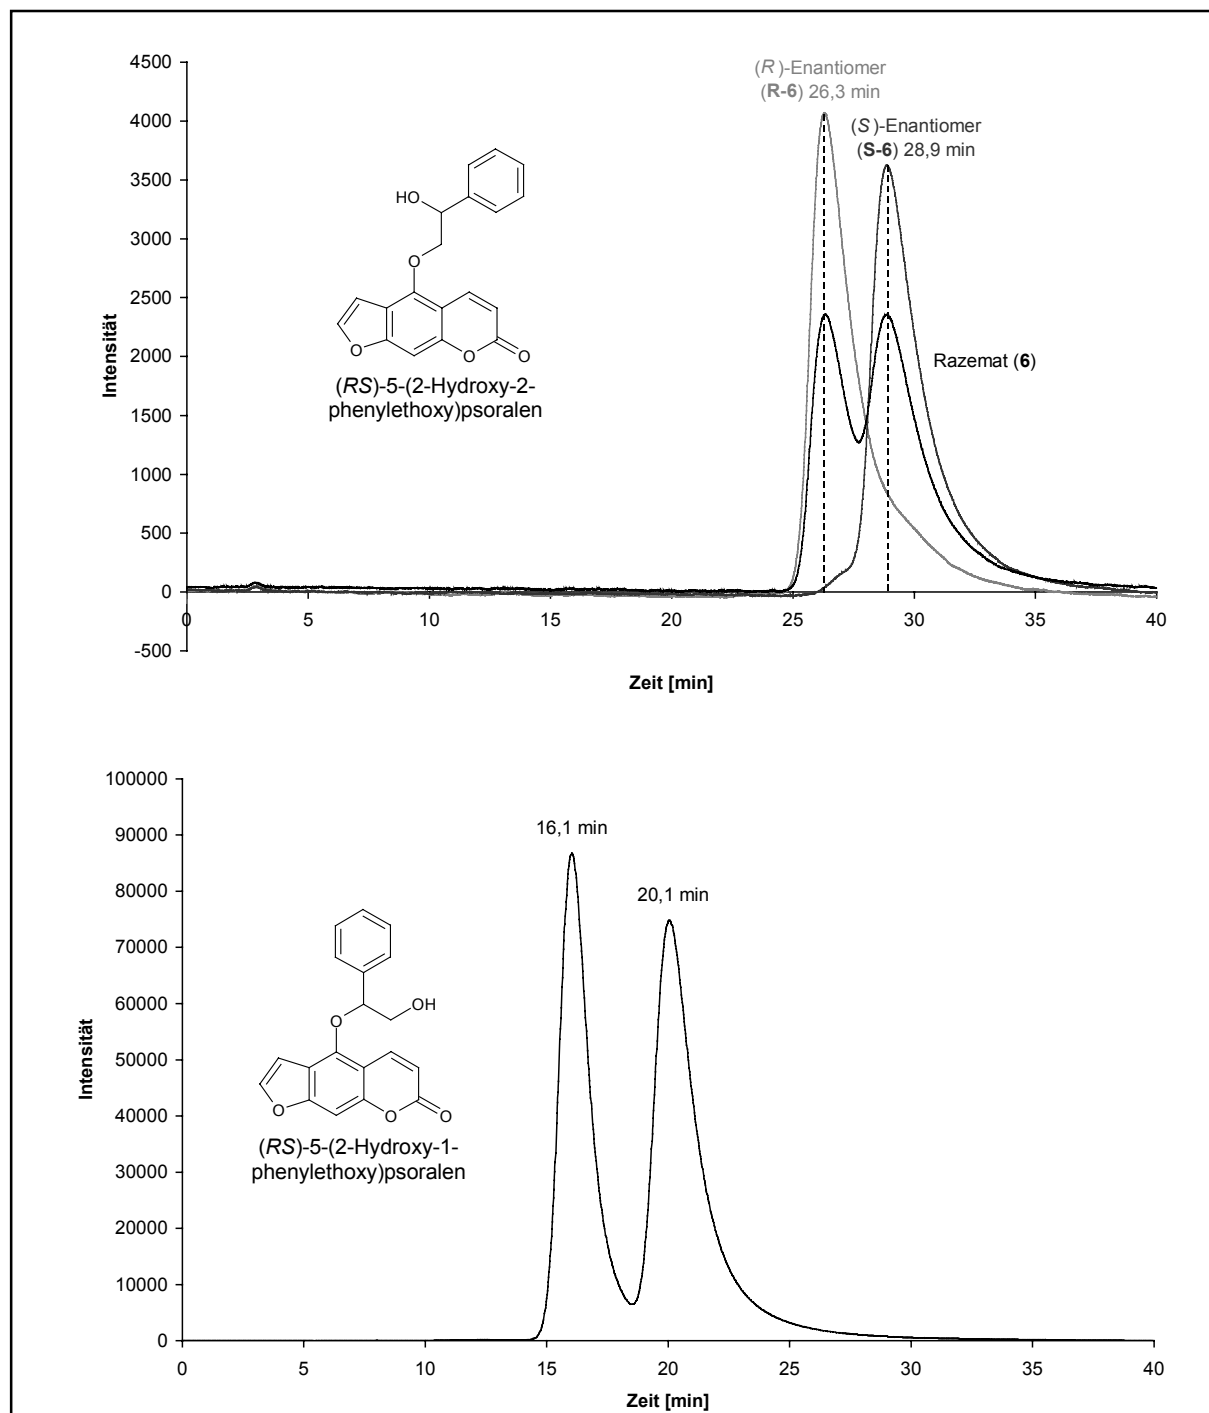 4500
4000
3500
3000
2500
2000
1500
1000
500
0
-500
Intensität
(R)-Enantiomer
(R-6) 26,3 min
(S)-Enantiomer
(S-6) 28,9 min
Razemat (6)
HO
O
O
O
O
(RS)-5-(2-Hydroxy-2-
phenylethoxy)psoralen
0 5 10 15 20 25 30 35 40
Zeit [min]
100000
90000
80000
70000
60000
50000
40000
30000
20000
10000
0
Intensität
16,1 min
20,1 min
OH
O
O
O
O
(RS)-5-(2-Hydroxy-1-
phenylethoxy)psoralen
0 5 10 15 20 25 30 35 40
Zeit [min]